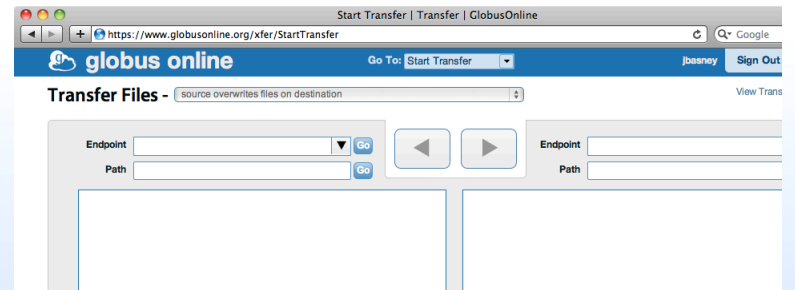 Start Transfer | Transfer | GlobusOnline
https://www.globusonline.org/xfer/StartTransfer
Google
globus online
Go To: Start Transfer
jbasney
Sign Out
Transfer Files - source overwrites files on destination
View Trans
Endpoint
Go
Endpoint
Path
Go
Path